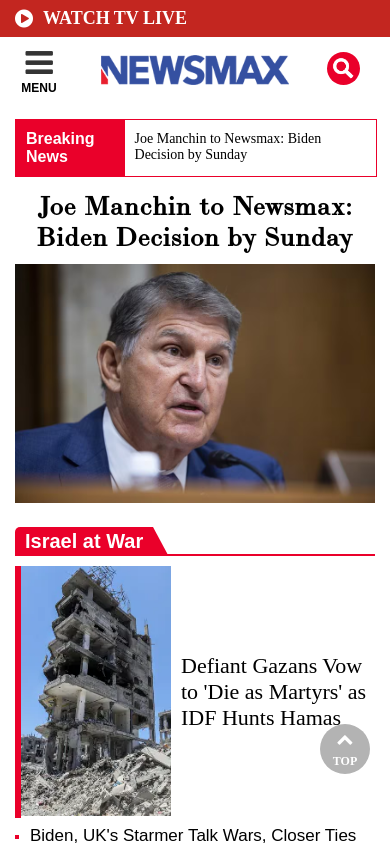 WATCH TV LIVE
MENU
NEWSMAX
Breaking
News
Joe Manchin to Newsmax: Biden
Decision by Sunday
Joe Manchin to Newsmax:
Biden Decision by Sunday
Israel at War
Defiant Gazans Vow
to 'Die as Martyrs' as
IDF Hunts Hamas
TOP
Biden, UK's Starmer Talk Wars, Closer Ties